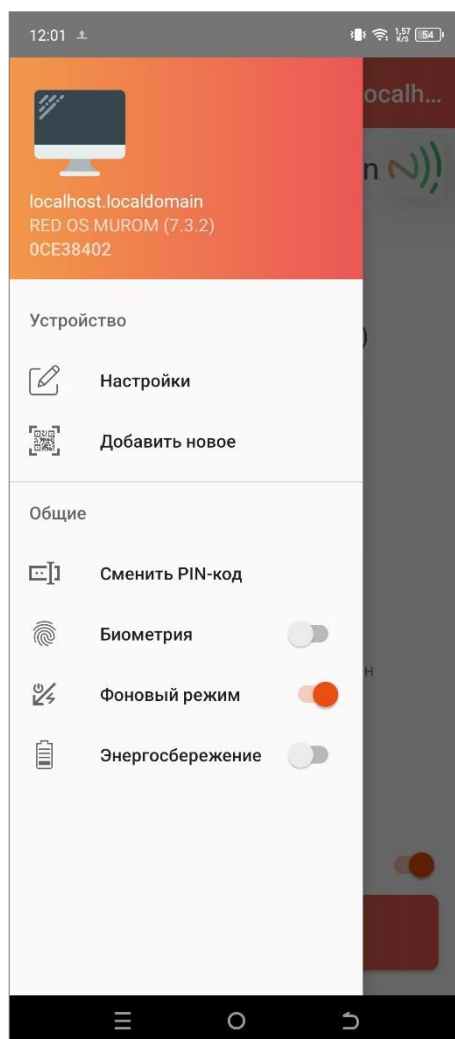 12:01
1,57
K/S
54
ocalh...
n
localhost.localdomain
RED OS MUROM (7.3.2)
0CE38402
Устройство
)
Настройки
Добавить новое
Общие
Сменить PIN-код
Биометрия
н
Фоновый режим
Энергосбережение